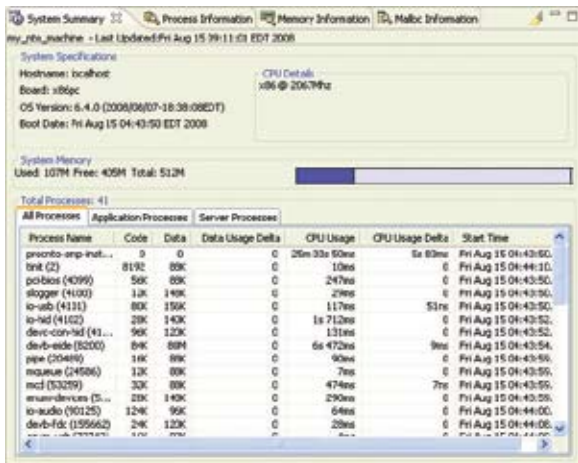 System Summary Process Information Memory Information Malloc Information
my_ntx_machine - Last Updated:Fri Aug 15 09:11:01 EDT 2008
System Specifications
Hostname: localhost
Board: x86pc
OS Version: 6.4.0 (2008/08/07-18:38:08EDT)
Boot Date: Fri Aug 15 04:43:50 EDT 2008
CPU Details
x86 @ 2067Mhz
System Memory
Used: 107M Free: 405M Total: 512M
Total Processes: 41
All Processes Application Processes Server Processes
Process Name Code Data Data Usage Delta CPU Usage CPU Usage Delta Start Time
procnto-smp-inst... 0 0 0 25m 33s 50ms Fri Aug 15 04:43:50.
tinit (2) 8192 88K 0 10ms 0 Fri Aug 15 04:44:10.
pci-bios (4099) 56K 88K 0 247ms 0 Fri Aug 15 04:43:50.
slogger (4100) 12K 148K 0 29ms 0 Fri Aug 15 04:43:50.
io-usb (4101) 80K 156K 0 117ms Fri Aug 15 04:43:50.
io-hid (4102) 28K 140K 0 1s 712ms 0 Fri Aug 15 04:43:52.
devc-con-hid (41... 96K 120K 0 131ms 0 Fri Aug 15 04:43:52.
devb-eide (8200) 84K 88M 0 6s 472ms 9ms Fri Aug 15 04:43:54.
pipe (20489) 16K 88K 0 90ms 0 Fri Aug 15 04:43:59.
mqueue (24586) 12K 88K 0 7ms 0 Fri Aug 15 04:43:59.
mcd (53259) 32K 88K 0 474ms 7ms Fri Aug 15 04:43:59.
enum-devices (5... 28K 140K 0 290ms 0 Fri Aug 15 04:43:59.
io-audio (90125) 124K 96K 0 64ms 0 Fri Aug 15 04:44:00.
devb-fdc (155662) 24K 120K 0 28ms 0 Fri Aug 15 04:44:08.